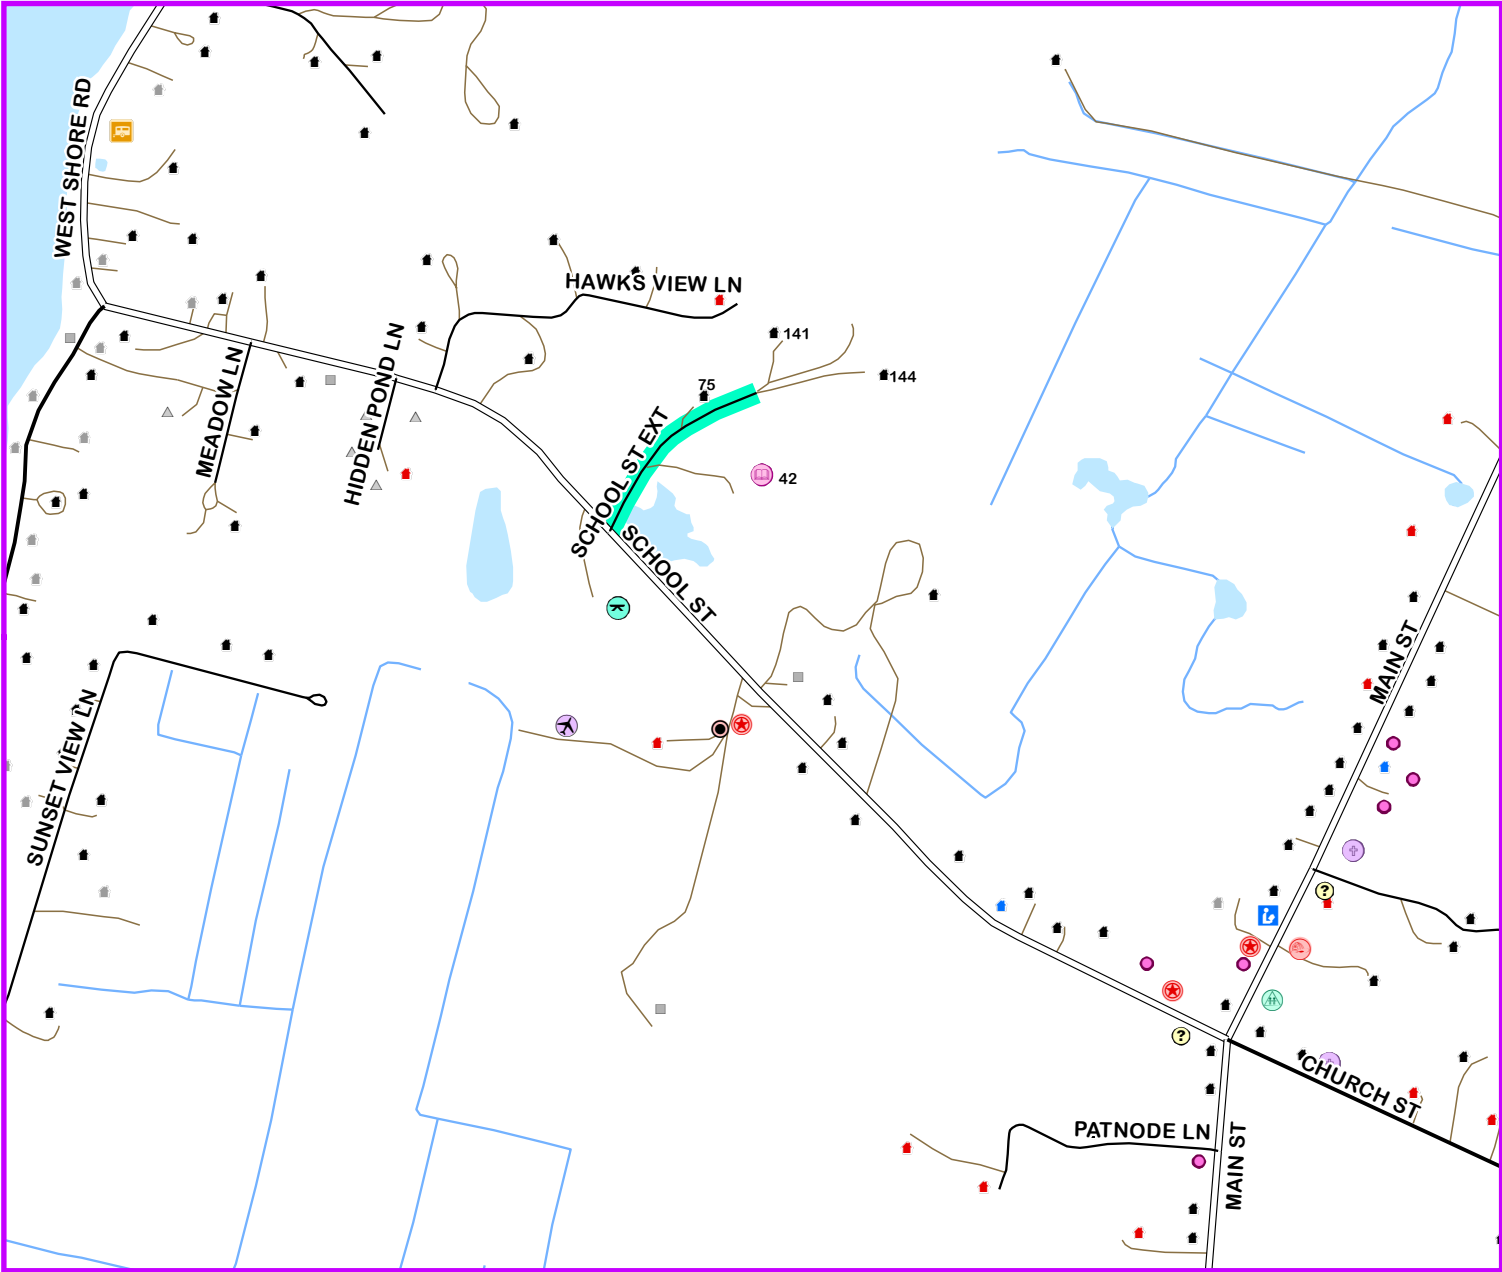 WEST SHORE RD
HAWKS VIEW LN
141
144
75
MEADOW LN
HIDDEN POND LN
SCHOOL ST EXT
42
SCHOOL ST
MAIN ST
SUNSET VIEW LN
?
?
CHURCH ST
PATNODE LN
MAIN ST